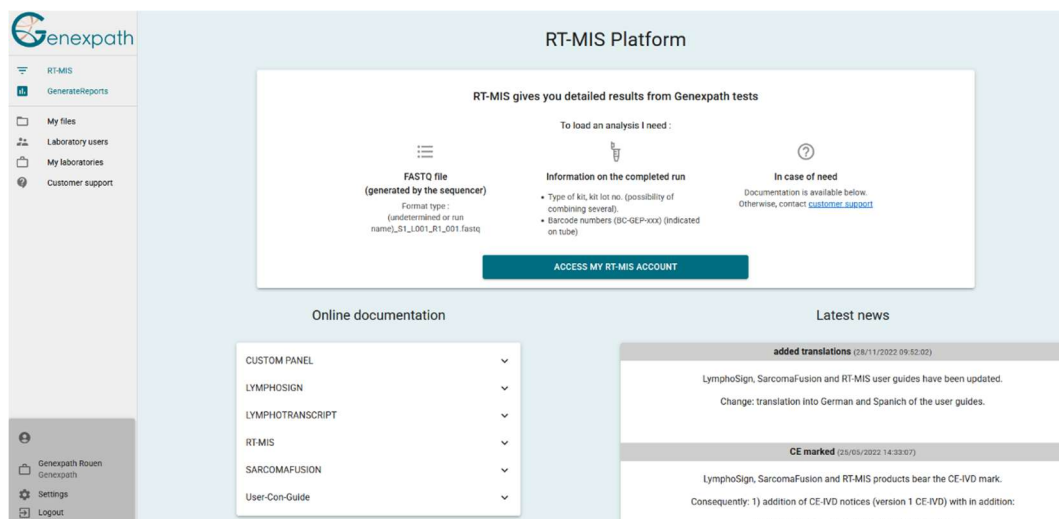 Genexpath
RT-MIS
GenerateReports
My files
Laboratory users
My laboratories
Customer support
Genexpath Rouen
Genexpath
Settings
Logout
RT-MIS Platform
RT-MIS gives you detailed results from Genexpath tests
To load an analysis I need :
FASTQ file
(generated by the sequencer)
Format type :
(undetermined or run
name)_S1_L001_R1_001.fastq
Information on the completed run
• Type of kit, kit lot no. (possibility of
combining several).
• Barcode numbers (BC-GEP-xxx) (indicated
on tube)
In case of need
Documentation is available below.
Otherwise, contact customer support
ACCESS MY RT-MIS ACCOUNT
Online documentation
CUSTOM PANEL
LYMPHOSIGN
LYMPHOTRANSCRIPT
RT-MIS
SARCOMAFUSION
User-Con-Guide
Latest news
added translations (28/11/2022 09:52:02)
LymphoSign, SarcomaFusion and RT-MIS user guides have been updated.
Change: translation into German and Spanich of the user guides.
CE marked (25/05/2022 14:33:07)
LymphoSign, SarcomaFusion and RT-MIS products bear the CE-IVD mark.
Consequently: 1) addition of CE-IVD notices (version 1 CE-IVD) with in addition: